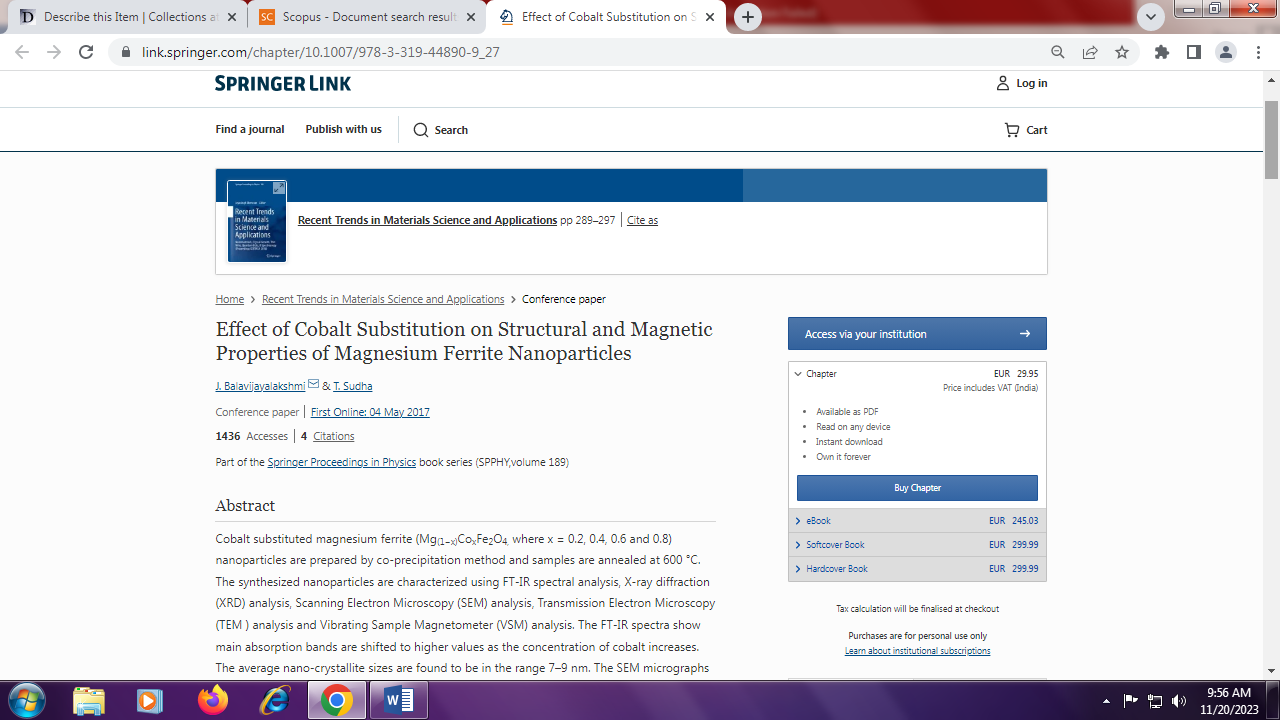 Describe this Item | Collections at
Scopus - Document search result
Effect of Cobalt Substitution on S
link.springer.com/chapter/10.1007/978-3-319-44890-9_27
SPRINGER LINK
Log in
Find a journal Publish with us Search
Cart
Recent Trends in Materials Science and Applications
Recent Trends in Materials Science and Applications pp 289–297 | Cite as
Home > Recent Trends in Materials Science and Applications > Conference paper
Effect of Cobalt Substitution on Structural and Magnetic
Properties of Magnesium Ferrite Nanoparticles
J. Balavijayalakshmi & T. Sudha
Conference paper | First Online: 04 May 2017
1436 Accesses | 4 Citations
Part of the Springer Proceedings in Physics book series (SPPHY,volume 189)
Abstract
Cobalt substituted magnesium ferrite (Mg(1−x)CoxFe2O4, where x = 0.2, 0.4, 0.6 and 0.8)
nanoparticles are prepared by co-precipitation method and samples are annealed at 600 °C.
The synthesized nanoparticles are characterized using FT-IR spectral analysis, X-ray diffraction
(XRD) analysis, Scanning Electron Microscopy (SEM) analysis, Transmission Electron Microscopy
(TEM ) analysis and Vibrating Sample Magnetometer (VSM) analysis. The FT-IR spectra show
main absorption bands are shifted to higher values as the concentration of cobalt increases.
The average nano-crystallite sizes are found to be in the range 7–9 nm. The SEM micrographs
Access via your institution →
Chapter EUR 29.95
Price includes VAT (India)
• Available as PDF
• Read on any device
• Instant download
• Own it forever
Buy Chapter
eBook EUR 245.03
Softcover Book EUR 299.99
Hardcover Book EUR 299.99
Tax calculation will be finalised at checkout
Purchases are for personal use only
Learn about institutional subscriptions
9:56 AM
11/20/2023